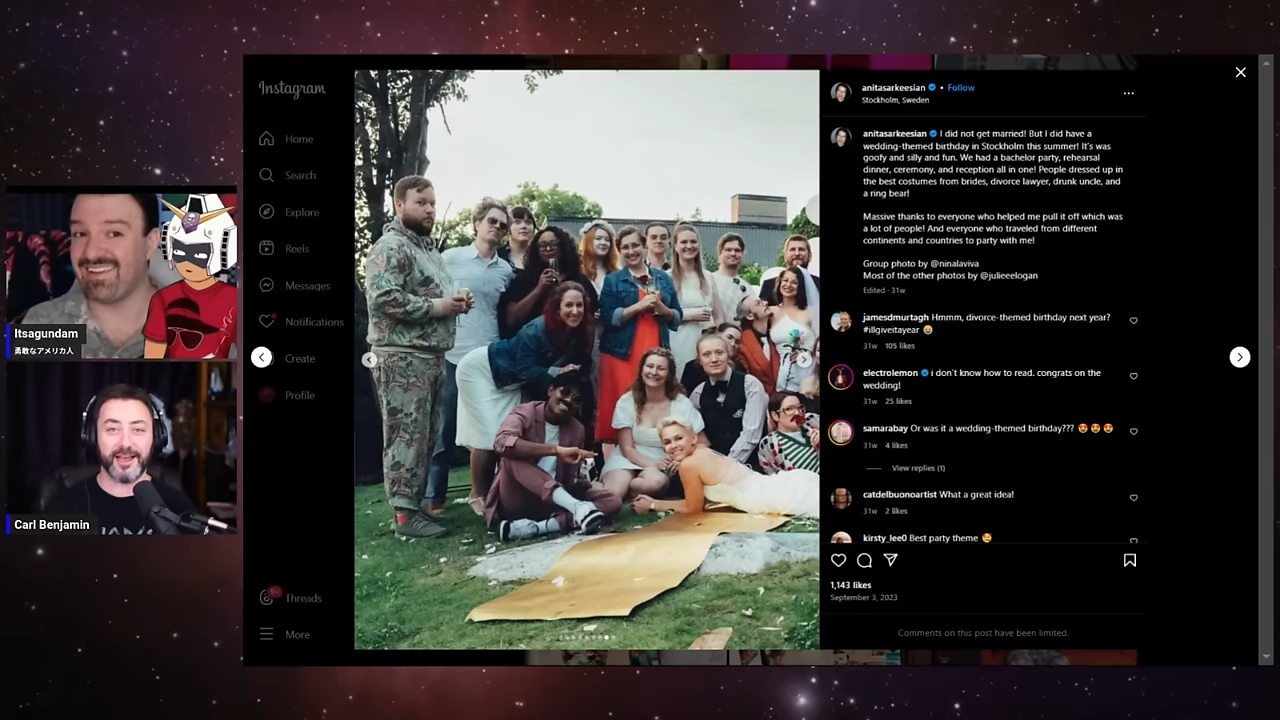 Instagram
Home
Search
Explore
Reels
Messages
Notifications
Create
Profile
Threads
More
Itsagundam
勇敢なアメリカ人
Carl Benjamin
anitasarkeesian • Follow
Stockholm, Sweden
anitasarkeesian I did not get married! But I did have a
wedding-themed birthday in Stockholm this summer! It's was
goofy and silly and fun. We had a bachelor party, rehearsal
dinner, ceremony, and reception all in one! People dressed up in
the best costumes from brides, divorce lawyer, drunk uncle, and
a ring bear!
Massive thanks to everyone who helped me pull it off which was
a lot of people! And everyone who traveled from different
continents and countries to party with me!
Group photo by @ninalaviva
Most of the other photos by @julieeelogan
Edited · 31w
jamesdmurtagh Hmmm, divorce-themed birthday next year?
#illgiveitayear 😄
31w 105 likes
electrolemon i don't know how to read. congrats on the
wedding!
31w 25 likes
samarabay Or was it a wedding-themed birthday??? 😍 😍 😍
31w 4 likes
View replies (1)
catdelbuonoartist What a great idea!
31w 2 likes
kirsty_lee0 Best party theme
1,143 likes
September 3, 2023
Comments on this post have been limited.